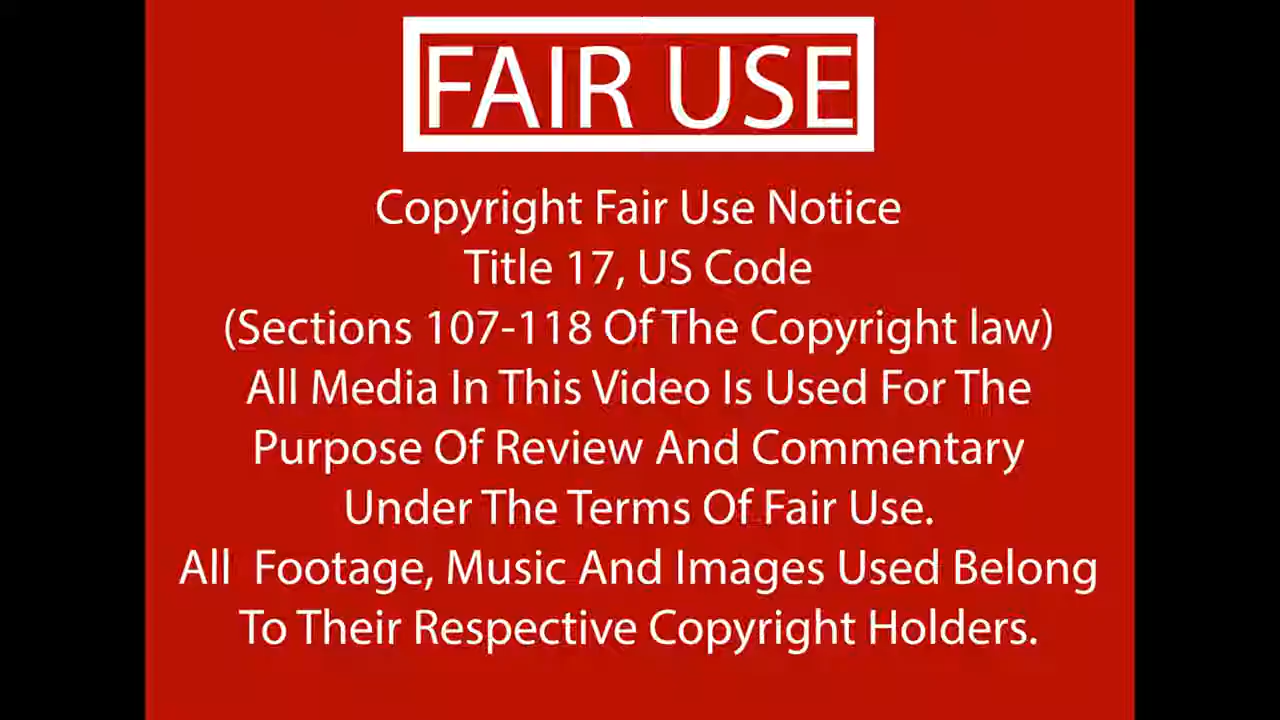 FAIR USE
Copyright Fair Use Notice
Title 17, US Code
(Sections 107-118 Of The Copyright law)
All Media In This Video Is Used For The
Purpose Of Review And Commentary
Under The Terms Of Fair Use.
All  Footage, Music And Images Used Belong
To Their Respective Copyright Holders.